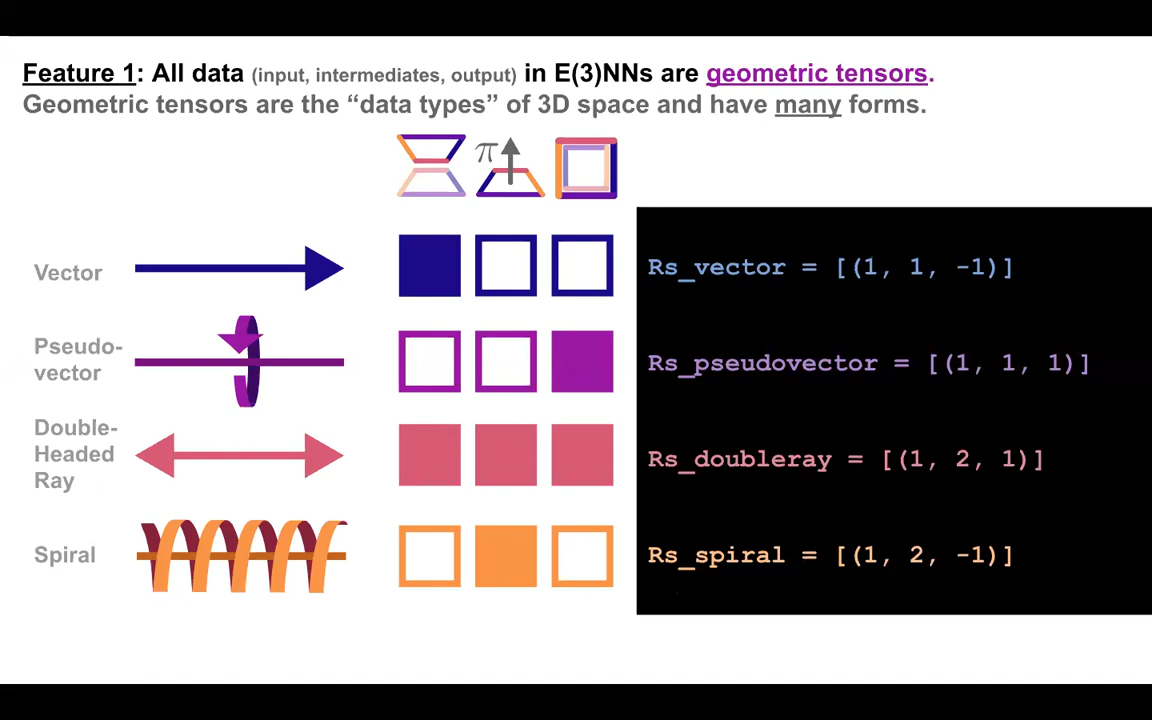 Feature 1: All data (input, intermediates, output) in E(3)NNs are geometric tensors.
Geometric tensors are the “data types” of 3D space and have many forms.
π
Vector
Rs_vector = [(1, 1, -1)]
Pseudo-
vector
Rs_pseudovector = [(1, 1, 1)]
Double-
Headed
Ray
Rs_doubleray = [(1, 2, 1)]
Spiral
Rs_spiral = [(1, 2, -1)]